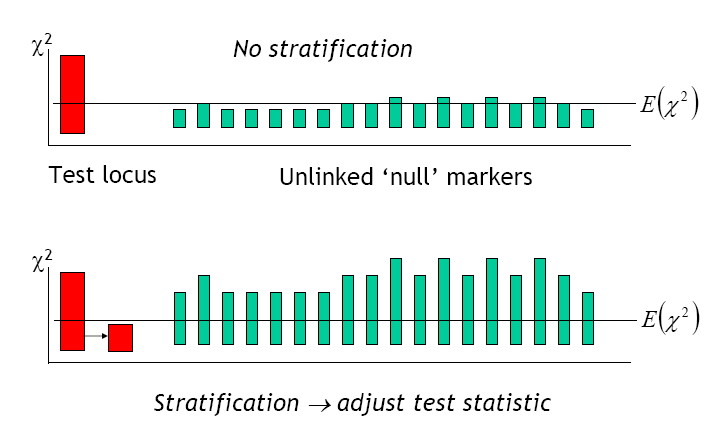 χ²
No stratification
E(χ²)
Test locus
Unlinked ‘null’ markers
χ²
E(χ²)
Stratification → adjust test statistic